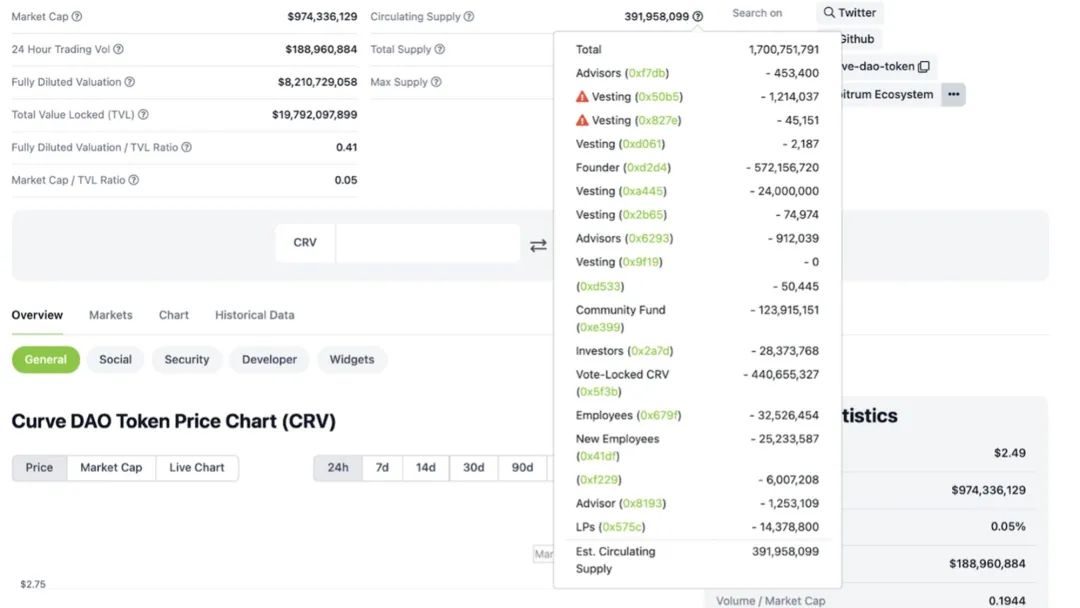 Market Cap
$974,336,129
Circulating Supply
391,958,099
Search on
Twitter
24 Hour Trading Vol
$188,960,884
Total Supply
Github
Fully Diluted Valuation
$8,210,729,058
Max Supply
ve-dao-token
Total Value Locked (TVL)
$19,792,097,899
bitrum Ecosystem
Fully Diluted Valuation / TVL Ratio
0.41
Market Cap / TVL Ratio
0.05
CRV
Total 1,700,751,791
Advisors (0xf7db) - 453,400
Vesting (0x50b5) - 1,214,037
Vesting (0x827e) - 45,151
Vesting (0xd061) - 2,187
Founder (0xd2d4) - 572,156,720
Vesting (0xa445) - 24,000,000
Vesting (0x2b65) - 74,974
Advisors (0x6293) - 912,039
Vesting (0x9f19) - 0
(0xd533) - 50,445
Community Fund - 123,915,151
(0xe399)
Investors (0x2a7d) - 28,373,768
Vote-Locked CRV - 440,655,327
(0x5f3b)
Employees (0x679f) - 32,526,454
New Employees - 25,233,587
(0x41df)
(0xf229) - 6,007,208
Advisor (0x8193) - 1,253,109
LPs (0x575c) - 14,378,800
Est. Circulating 391,958,099
Supply
Overview Markets Chart Historical Data
General Social Security Developer Widgets
Curve DAO Token Price Chart (CRV)
Price Market Cap Live Chart 24h 7d 14d 30d 90d
Mar
$2.75
tistics
$2.49
$974,336,129
0.05%
$188,960,884
Volume / Market Cap 0.1944